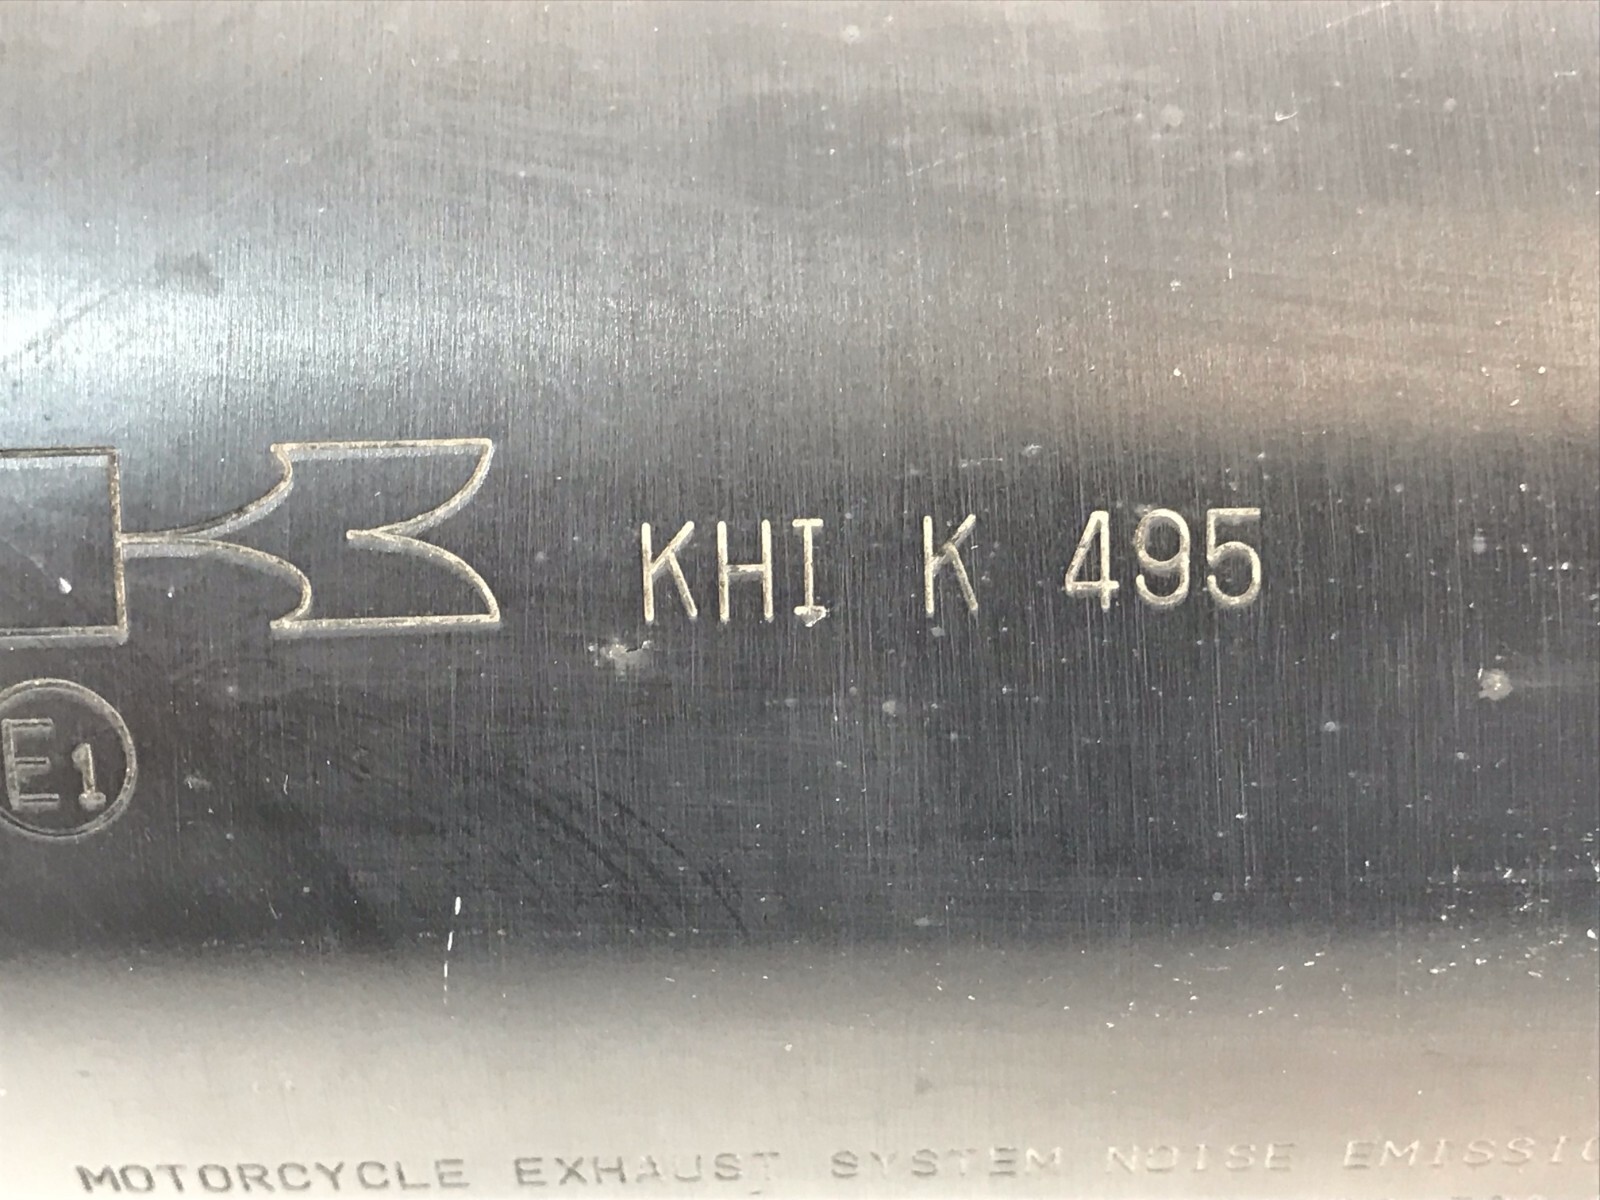 KHI K 495
E1
MOTORCYCLE EXHAUST SYSTEM NOISE